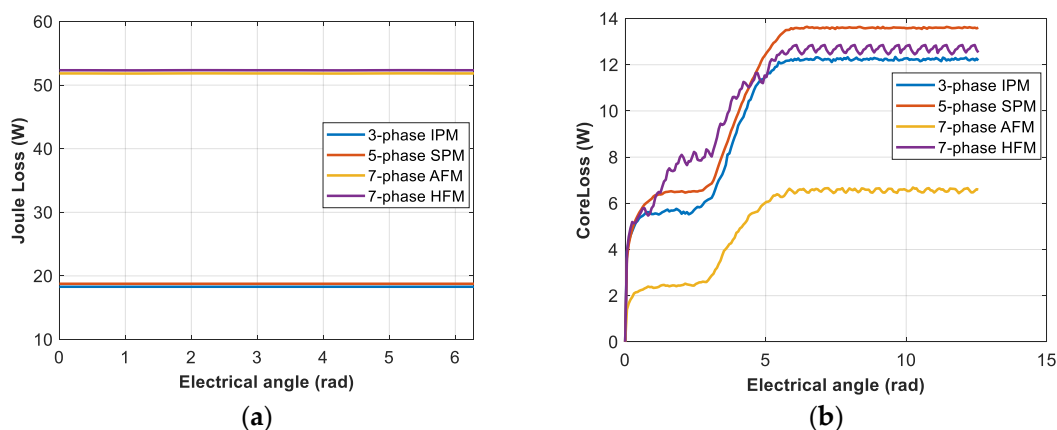 60
50
40
30
20
10
0
1
2
3
4
5
6
Joule Loss (W)
Electrical angle (rad)
3-phase IPM
5-phase SPM
7-phase AFM
7-phase HFM
(a)
14
12
10
8
6
4
2
0
0
5
10
15
CoreLoss (W)
Electrical angle (rad)
3-phase IPM
5-phase SPM
7-phase AFM
7-phase HFM
(b)